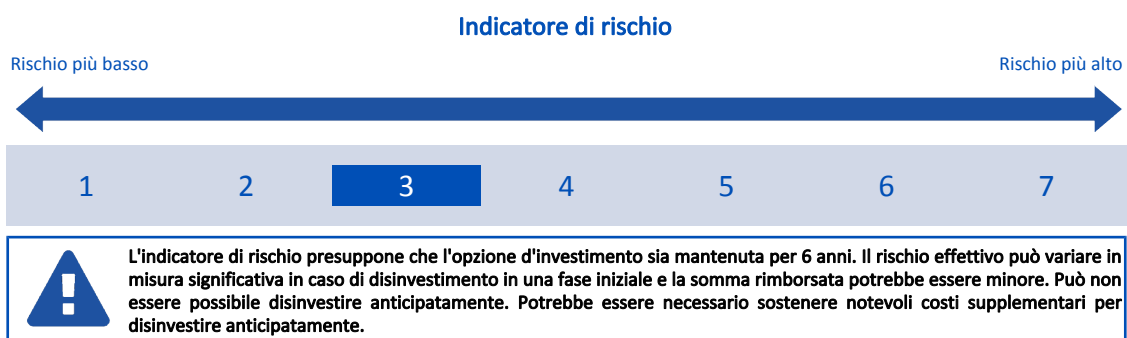 Indicatore di rischio
Rischio più basso
Rischio più alto
1 2 3 4 5 6 7
L'indicatore di rischio presuppone che l'opzione d'investimento sia mantenuta per 6 anni. Il rischio effettivo può variare in
misura significativa in caso di disinvestimento in una fase iniziale e la somma rimborsata potrebbe essere minore. Può non
essere possibile disinvestire anticipatamente. Potrebbe essere necessario sostenere notevoli costi supplementari per
disinvestire anticipatamente.